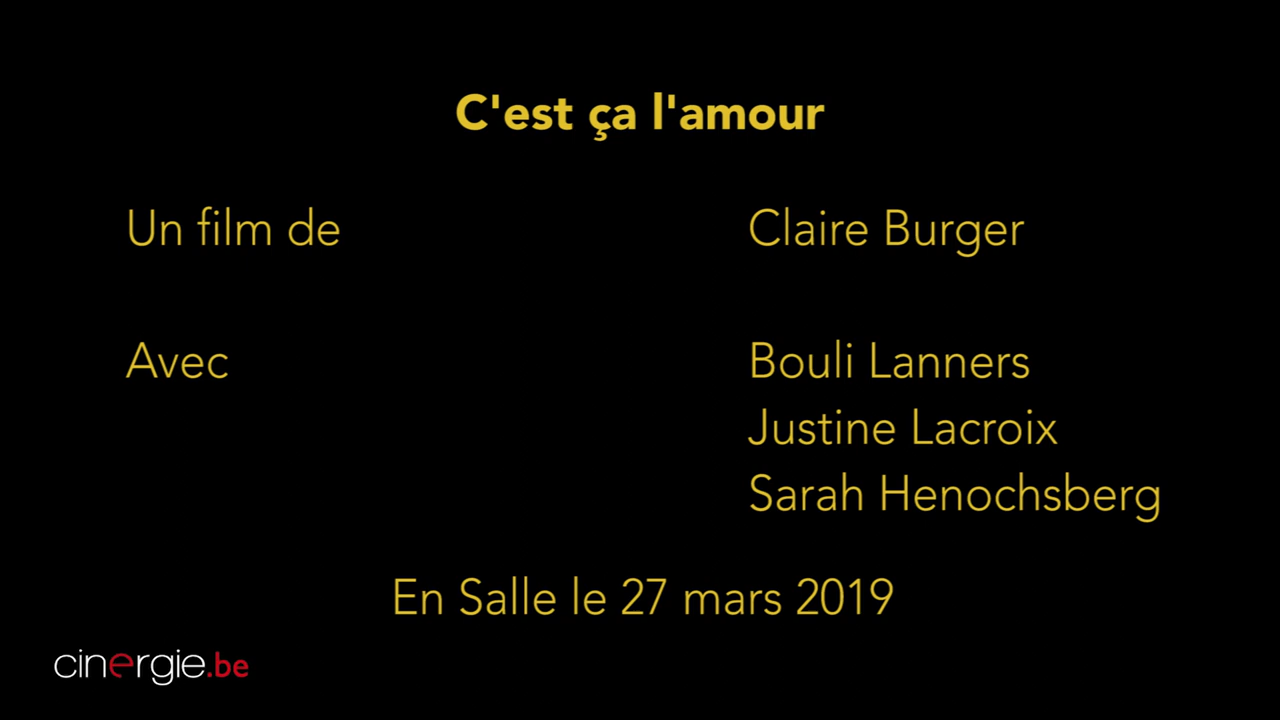 C'est ça l'amour
Un film de Claire Burger
Avec Bouli Lanners
Justine Lacroix
Sarah Henochsberg
En Salle le 27 mars 2019
cinergie.be